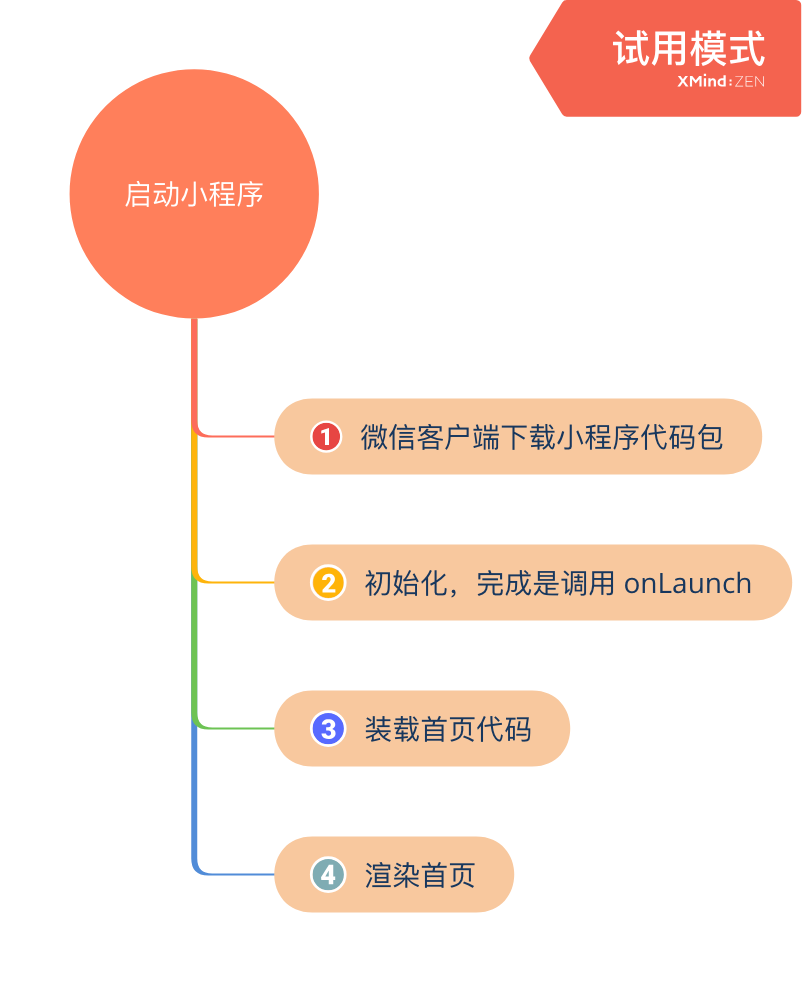 试用模式
XMind:ZEN
启动小程序
1 微信客户端下载小程序代码包
2 初始化，完成是调用 onLaunch
3 装载首页代码
4 渲染首页